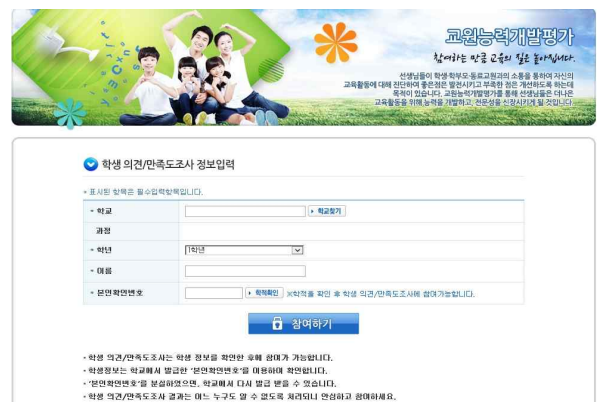 교원능력개발평가
참여하는 만큼 교육의 질은 높아집니다.
선생님들이 학생·학부모·동료교원과의 소통을 통하여 자신의
교육활동에 대해 진단하여 좋은점은 발전시키고 부족한 점은 개선하도록 하는데
목적이 있습니다. 교원능력개발평가를 통해 선생님들은 더나은
교육활동을 위해 능력을 개발하고, 전문성을 신장시키게 될 것입니다.
학생 의견/만족도조사 정보입력
* 표시된 항목은 필수입력항목입니다.
* 학교
학교찾기
과정
* 학년 1학년
* 이름
* 본인확인번호 학적확인 ※학적을 확인 후 학생 의견/만족도조사에 참여가능합니다.
참여하기
학생 의견/만족도조사는 학생 정보를 확인한 후에 참여가 가능합니다.
학생정보는 학교에서 발급한 '본인확인번호'를 이용하여 확인합니다.
'본인확인번호'를 분실하였으면, 학교에서 다시 발급 받을 수 있습니다.
학생 의견/만족도조사 결과는 어느 누구도 알 수 없도록 처리되니 안심하고 참여하세요.